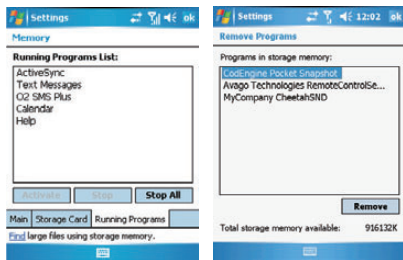 Settings
ok
Memory
Running Programs List:
ActiveSync
Text Messages
O2 SMS Plus
Calendar
Help
Activate
Stop
Stop All
Main
Storage Card
Running Programs
Find large files using storage memory.
Settings
12:02
ok
Remove Programs
Programs in storage memory:
CodEngine Pocket Snapshot
Avago Technologies RemoteControlSe...
MyCompany CheetahSND
Remove
Total storage memory available:
916132K